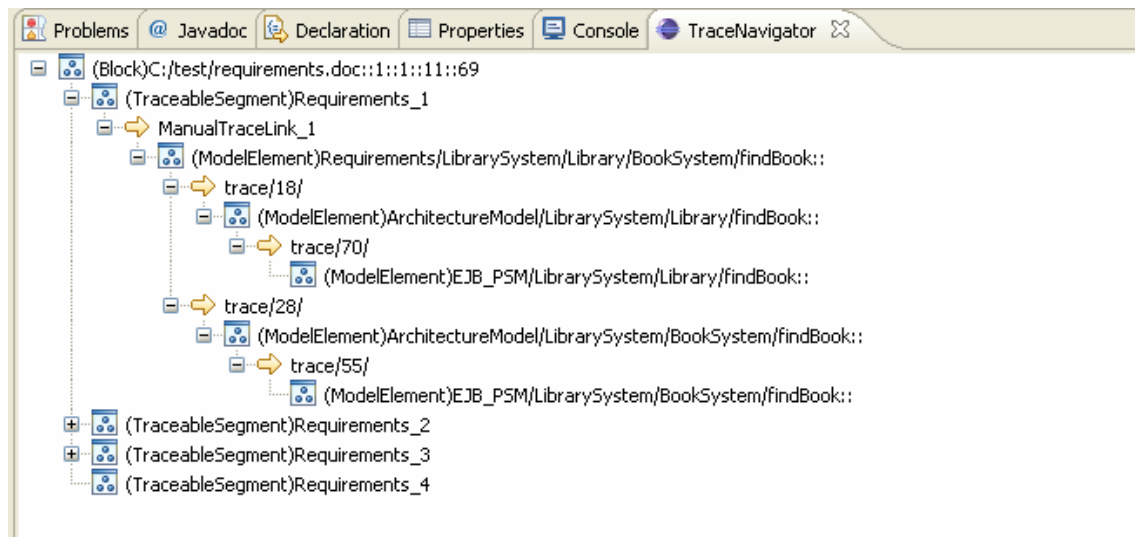 Problems @ Javadoc Declaration Properties Console TraceNavigator
(Block)C:/test/requirements.doc::1::1::11::69
(TraceableSegment)Requirements_1
ManualTraceLink_1
(ModelElement)Requirements/LibrarySystem/Library/BookSystem/findBook::
trace/18/
(ModelElement)ArchitectureModel/LibrarySystem/Library/findBook::
trace/70/
(ModelElement)EJB_PSM/LibrarySystem/Library/findBook::
trace/28/
(ModelElement)ArchitectureModel/LibrarySystem/BookSystem/findBook::
trace/55/
(ModelElement)EJB_PSM/LibrarySystem/BookSystem/findBook::
(TraceableSegment)Requirements_2
(TraceableSegment)Requirements_3
(TraceableSegment)Requirements_4